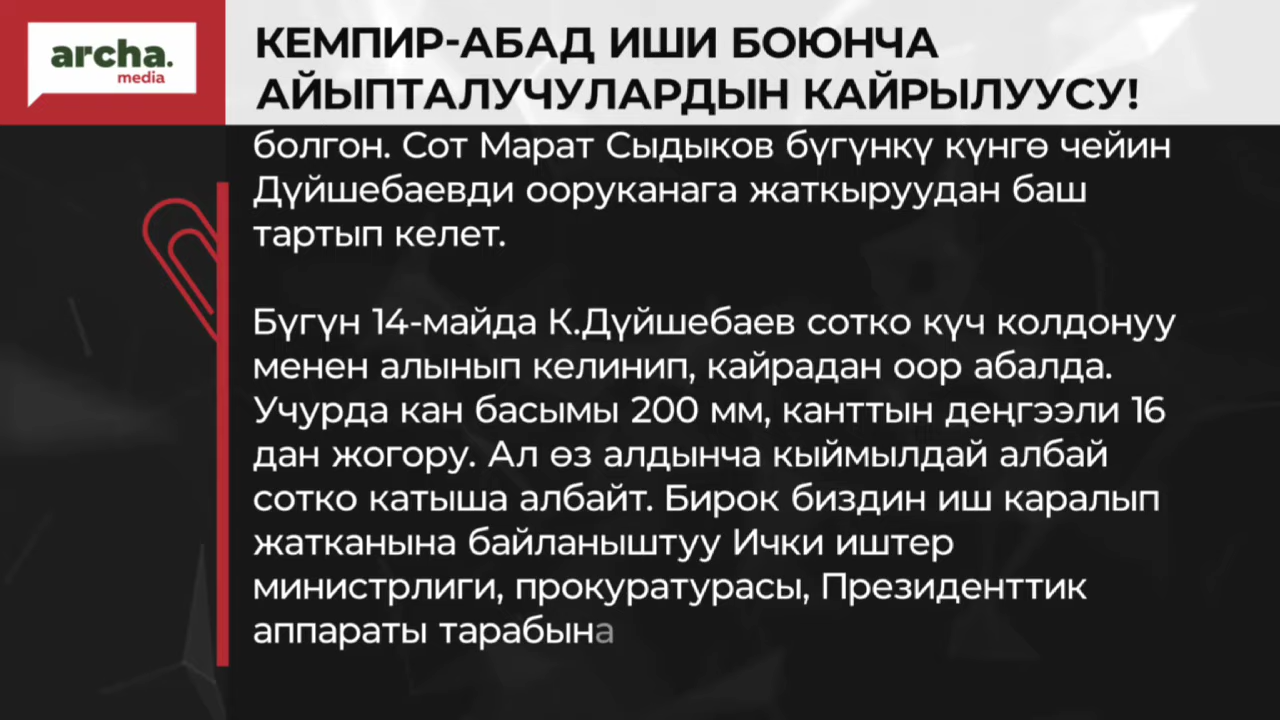 archa.
media
КЕМПИР-АБАД ИШИ БОЮНЧА
АЙЫПТАЛУЧУЛАРДЫН КАЙРЫЛУУСУ!
болгон. Сот Марат Сыдыков бүгүнкү күнгө чейин
Дүйшебаевди ооруканага жаткыруудан баш
тартып келет.
Бүгүн 14-майда К.Дүйшебаев сотко күч колдонуу
менен алынып келинип, кайрадан оор абалда.
Учурда кан басымы 200 мм, канттын деңгээли 16
дан жогору. Ал өз алдынча кыймылдай албай
сотко катыша албайт. Бирок биздин иш каралып
жатканына байланыштуу Ички иштер
министрлиги, прокуратурасы, Президенттик
аппараты тарабына